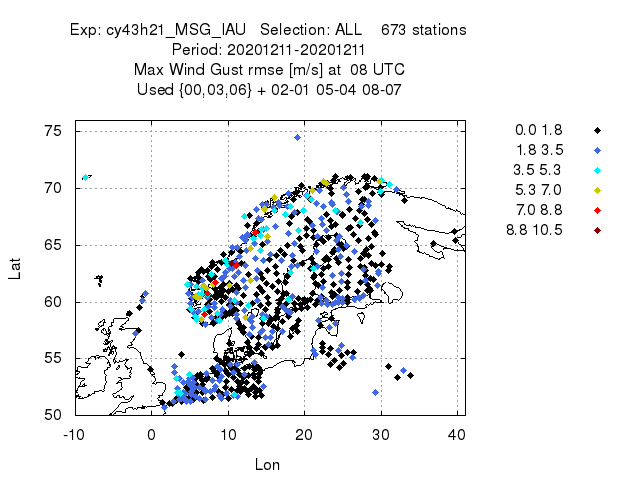 Exp: cy43h21_MSG_IAU Selection: ALL 673 stations
Period: 20201211-20201211
Max Wind Gust rmse [m/s] at 08 UTC
Used {00,03,06} + 02-01 05-04 08-07
75
70
65
60
55
50
Lat
-10 0 10 20 30 40
Lon
0.0 1.8
1.8 3.5
3.5 5.3
5.3 7.0
7.0 8.8
8.8 10.5